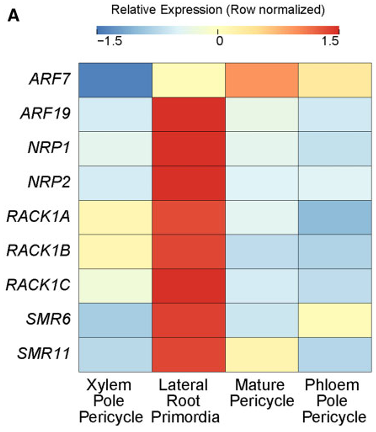 A
Relative Expression (Row normalized)
−1.5 0 1.5
ARF7
ARF19
NRP1
NRP2
RACK1A
RACK1B
RACK1C
SMR6
SMR11
Xylem Pole Pericycle
Lateral Root Primordia
Mature Pericycle
Phloem Pole Pericycle